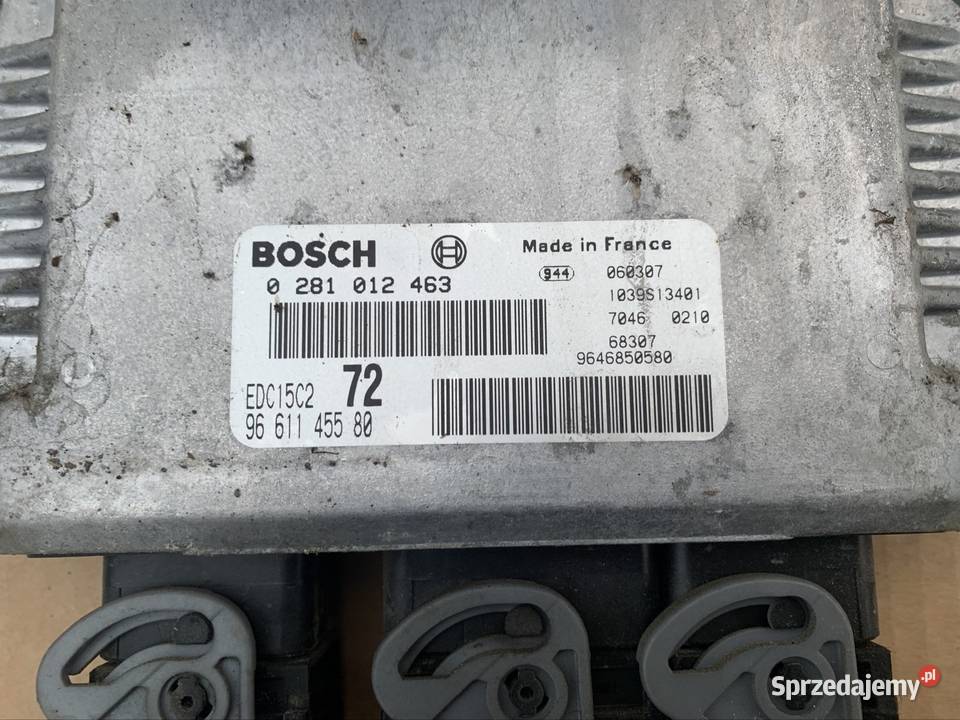 BOSCH
Made in France
0 281 012 463
944 060307
1039S13401
7046 0210
68307
9646850580
EDC15C2 72
96 611 455 80
Sprzedajemy.pl